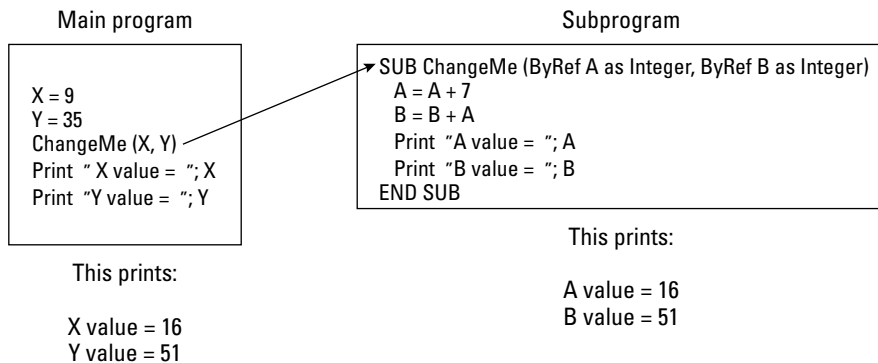 Main program
X = 9
Y = 35
ChangeMe (X, Y)
Print " X value = "; X
Print "Y value = "; Y
This prints:
X value = 16
Y value = 51
Subprogram
SUB ChangeMe (ByRef A as Integer, ByRef B as Integer)
A = A + 7
B = B + A
Print "A value = "; A
Print "B value = "; B
END SUB
This prints:
A value = 16
B value = 51